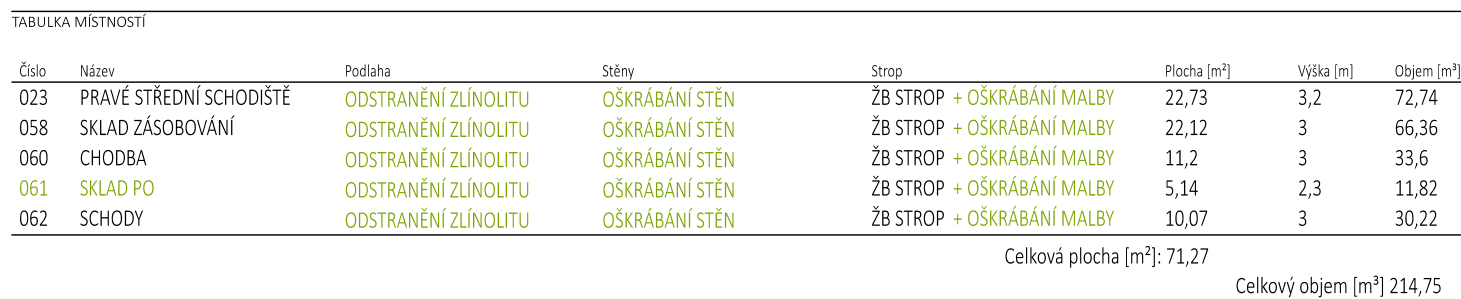 TABULKA MÍSTNOSTÍ
Číslo Název Podlaha Stěny Strop Plocha [m²] Výška [m] Objem [m³]
023 PRAVÉ STŘEDNÍ SCHODIŠTĚ ODSTRANĚNÍ ZLÍNOLITU OŠKRÁBÁNÍ STĚN ŽB STROP + OŠKRÁBÁNÍ MALBY 22,73 3,2 72,74
058 SKLAD ZÁSOBOVÁNÍ ODSTRANĚNÍ ZLÍNOLITU OŠKRÁBÁNÍ STĚN ŽB STROP + OŠKRÁBÁNÍ MALBY 22,12 3 66,36
060 CHODBA ODSTRANĚNÍ ZLÍNOLITU OŠKRÁBÁNÍ STĚN ŽB STROP + OŠKRÁBÁNÍ MALBY 11,2 3 33,6
061 SKLAD PO ODSTRANĚNÍ ZLÍNOLITU OŠKRÁBÁNÍ STĚN ŽB STROP + OŠKRÁBÁNÍ MALBY 5,14 2,3 11,82
062 SCHODY ODSTRANĚNÍ ZLÍNOLITU OŠKRÁBÁNÍ STĚN ŽB STROP + OŠKRÁBÁNÍ MALBY 10,07 3 30,22
Celková plocha [m²]: 71,27
Celkový objem [m³] 214,75